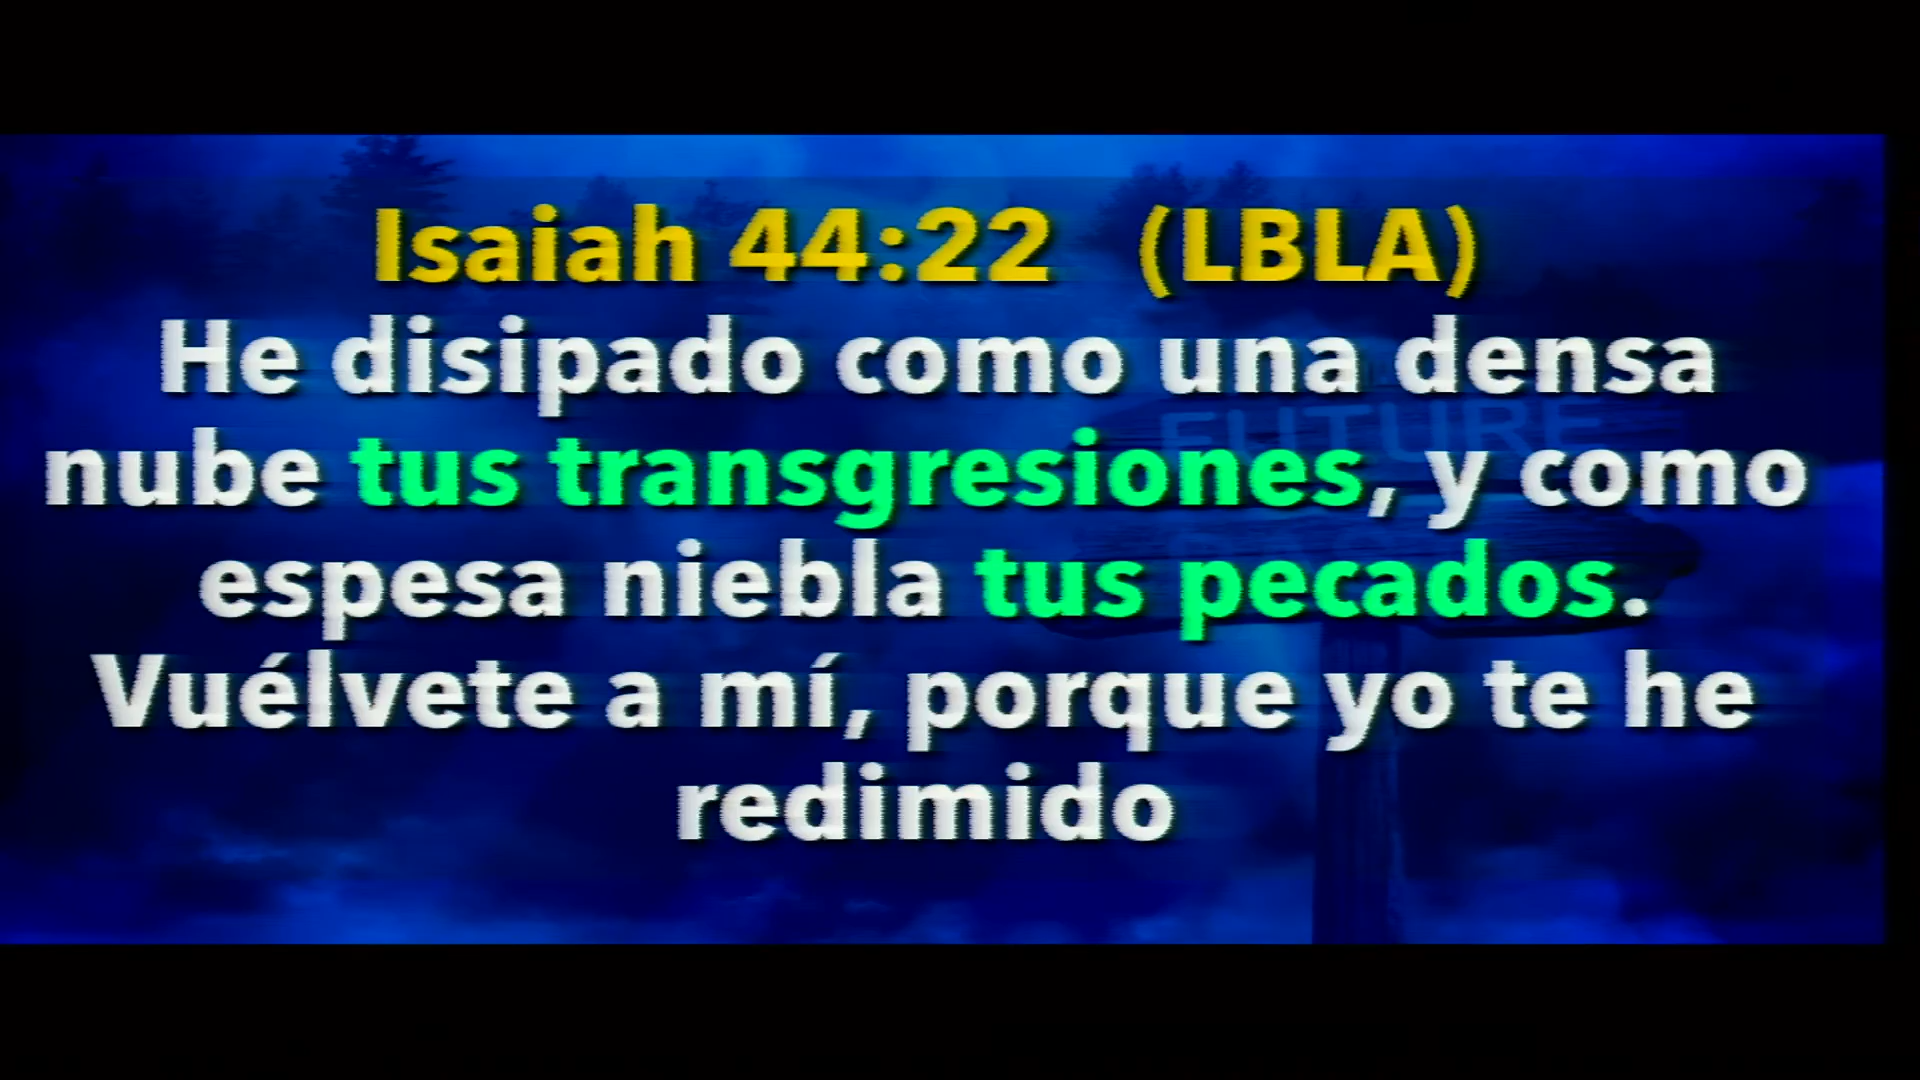 Isaiah 44:22 (LBLA)
He disipado como una densa
nube tus transgresiones, y como
espesa niebla tus pecados.
Vuélvete a mí, porque yo te he
redimido
FUTURE